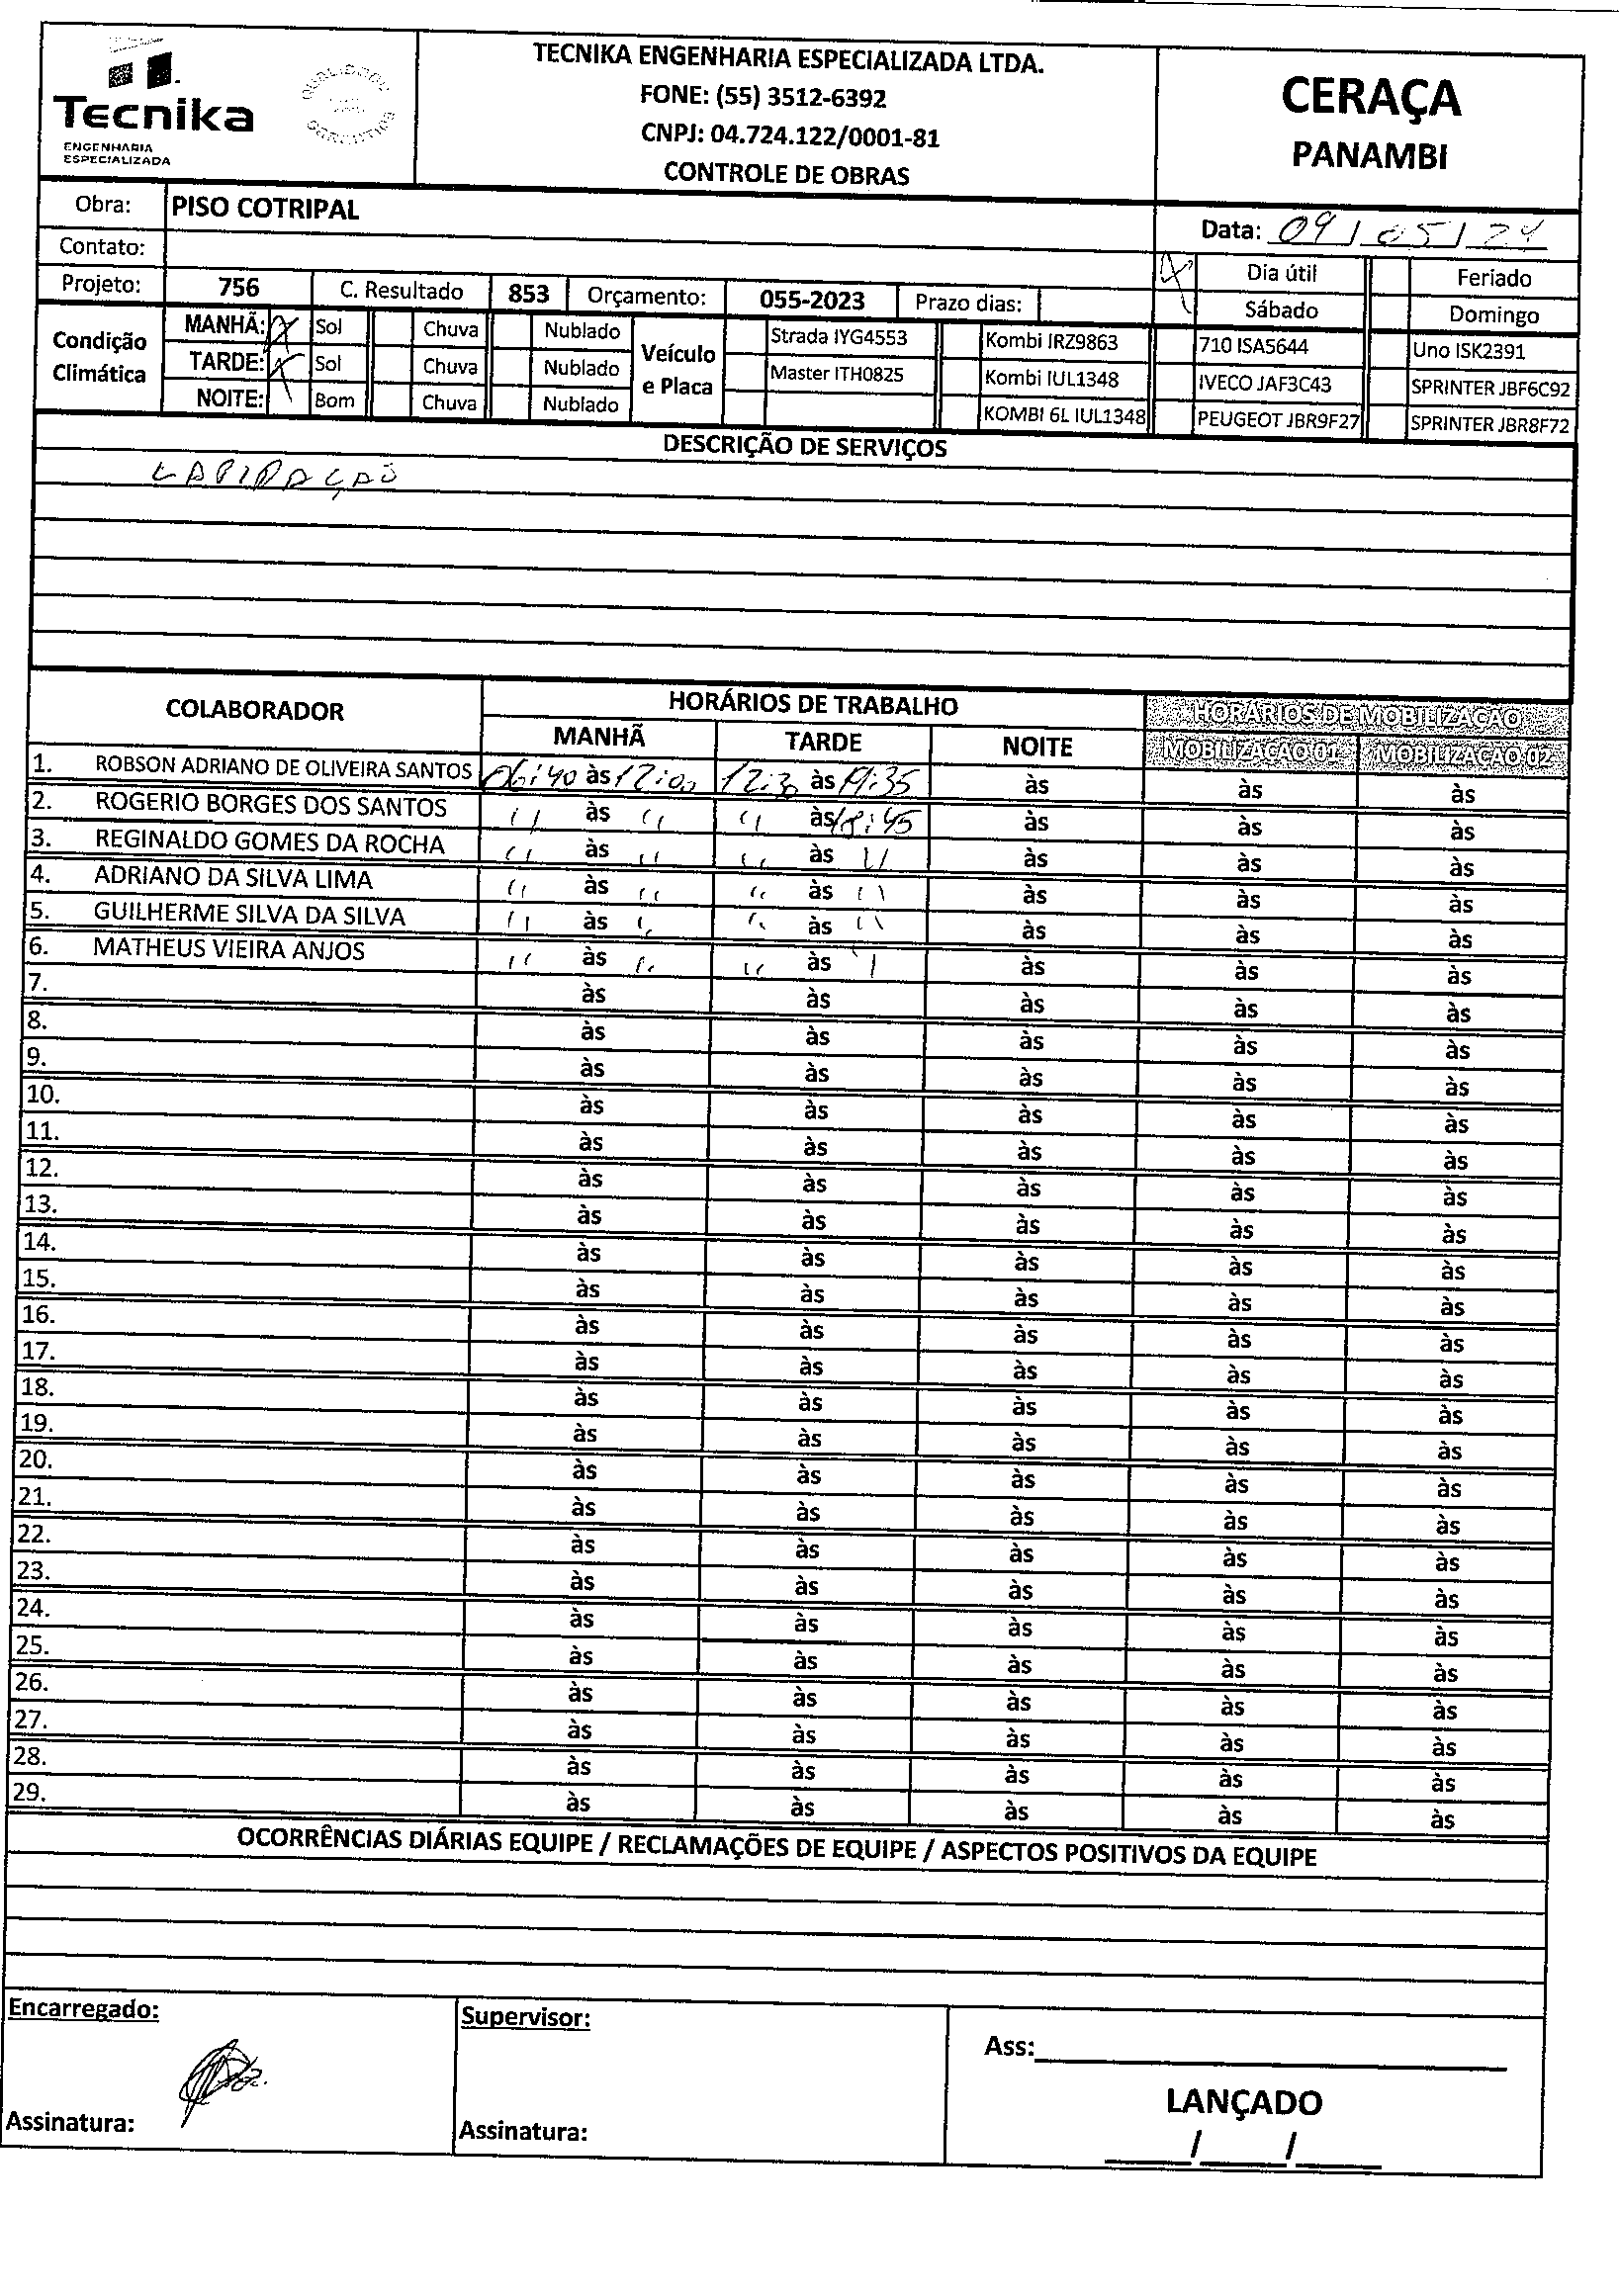 Tecnika
ENGENHARIA
ESPECIALIZADA
TECNIKA ENGENHARIA ESPECIALIZADA LTDA.
FONE: (55) 3512-6392
CNPJ: 04.724.122/0001-81
CONTROLE DE OBRAS
CERAÇA
PANAMBI
Obra: PISO COTRIPAL
Data: 09/05/24
Contato:
X Dia útil Feriado
Projeto: 756 C. Resultado 853 Orçamento: 055-2023 Prazo dias:
Sábado Domingo
Condição Climática
MANHÃ: X Sol Chuva Nublado
TARDE: X Sol Chuva Nublado
NOITE: Bom Chuva Nublado
Veículo e Placa
Strada IYG4553 Kombi IRZ9863 710 ISA5644 Uno ISK2391
Master ITH0825 Kombi IUL1348 IVECO JAF3C43 SPRINTER JBF6C92
KOMBI 6L IUL1348 PEUGEOT JBR9F27 SPRINTER JBR8F72
DESCRIÇÃO DE SERVIÇOS
LAPIDAÇÃO
COLABORADOR HORÁRIOS DE TRABALHO HORÁRIOS DE MOBILIZAÇÃO
MANHÃ TARDE NOITE MOBILIZAÇÃO 01 MOBILIZAÇÃO 02
1. ROBSON ADRIANO DE OLIVEIRA SANTOS 06:40 às 12:00 12:30 às 19:35 às às às
2. ROGERIO BORGES DOS SANTOS " às " " às 18:45 às às às
3. REGINALDO GOMES DA ROCHA " às " " às " às às às
4. ADRIANO DA SILVA LIMA " às " " às " às às às
5. GUILHERME SILVA DA SILVA " às " " às " às às às
6. MATHEUS VIEIRA ANJOS " às " " às " às às às
7. às às às às às
8. às às às às às
9. às às às às às
10. às às às às às
11. às às às às às
12. às às às às às
13. às às às às às
14. às às às às às
15. às às às às às
16. às às às às às
17. às às às às às
18. às às às às às
19. às às às às às
20. às às às às às
21. às às às às às
22. às às às às às
23. às às às às às
24. às às às às às
25. às às às às às
26. às às às às às
27. às às às às às
28. às às às às às
29. às às às às às
OCORRÊNCIAS DIÁRIAS EQUIPE / RECLAMAÇÕES DE EQUIPE / ASPECTOS POSITIVOS DA EQUIPE
Encarregado:
Assinatura:
Supervisor:
Assinatura:
Ass:
LANÇADO
/ /